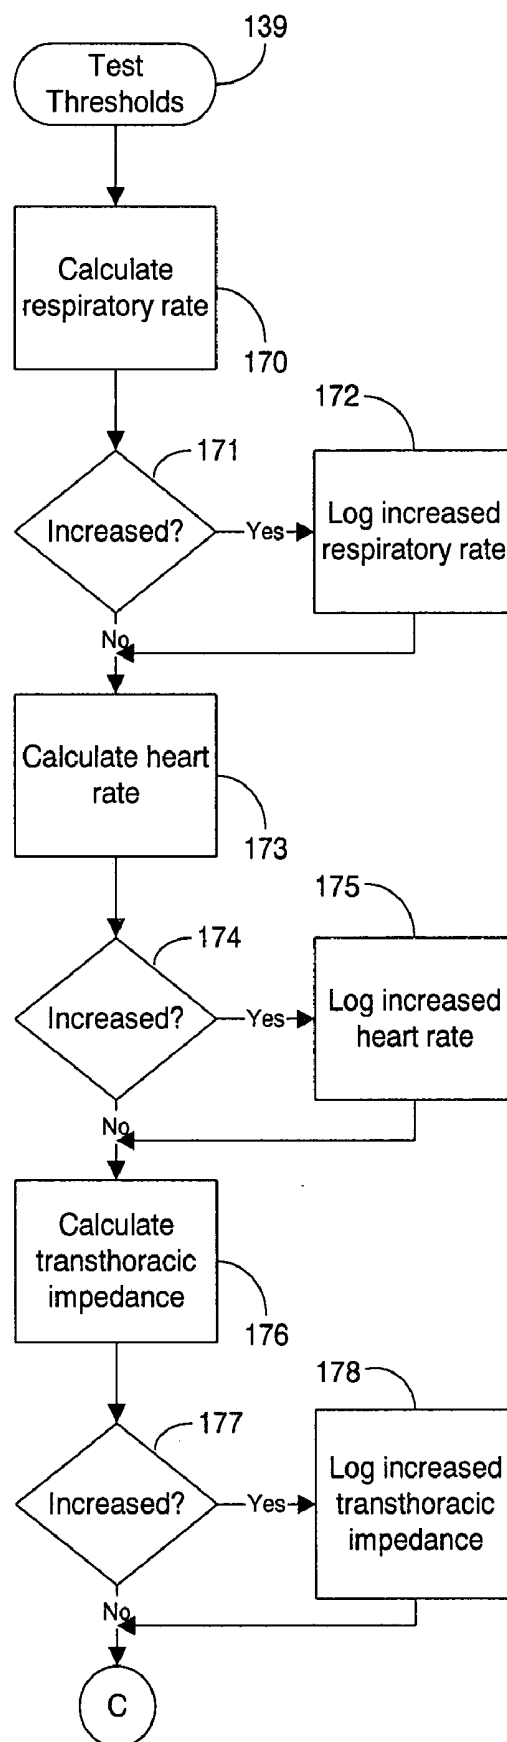 139
Test
Thresholds
Calculate
respiratory rate
170
172
171
Increased?
Yes
Log increased
respiratory rate
No
Calculate heart
rate
173
175
174
Increased?
Yes
Log increased
heart rate
No
Calculate
transthoracic
impedance
176
178
177
Increased?
Yes
Log increased
transthoracic
impedance
No
C